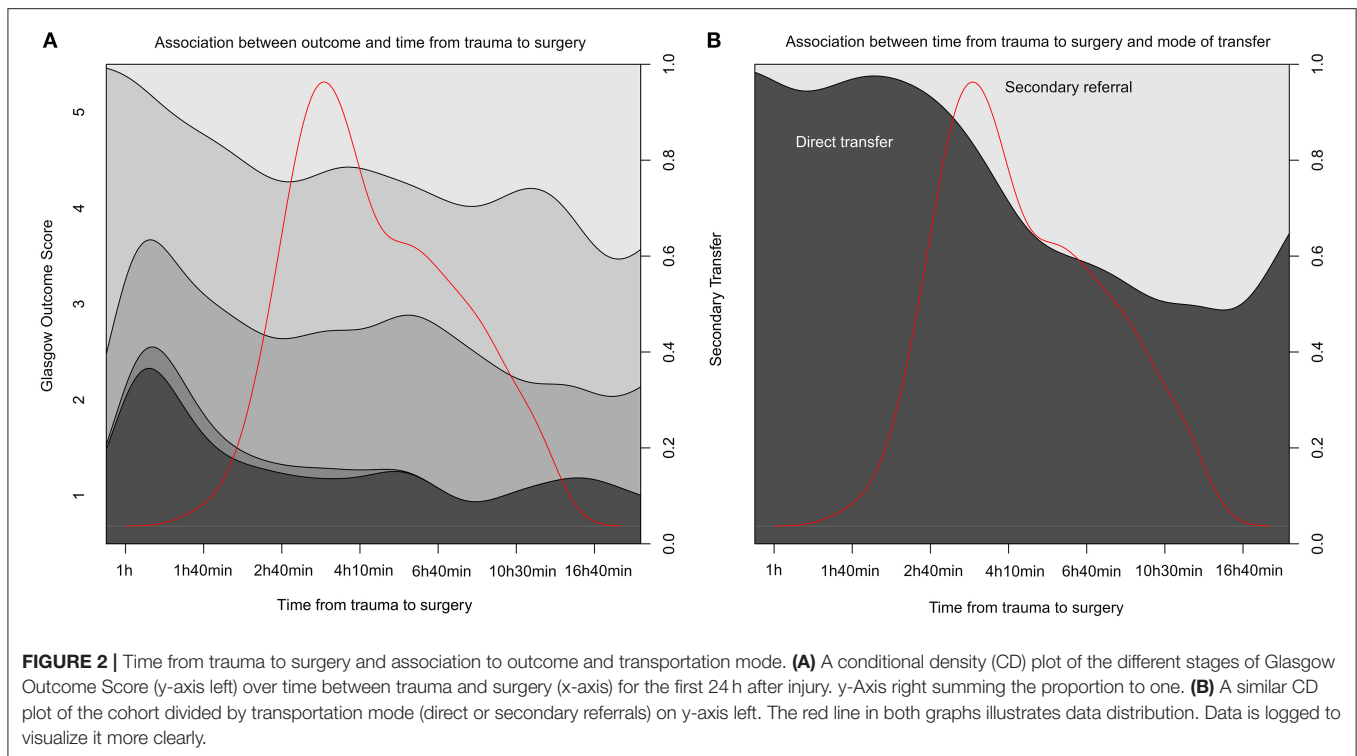 A
Association between outcome and time from trauma to surgery
Glasgow Outcome Score
5
4
3
2
1
1.0
0.8
0.6
0.4
0.2
0.0
1h 1h40min 2h40min 4h10min 6h40min 10h30min 16h40min
Time from trauma to surgery
B
Association between time from trauma to surgery and mode of transfer
Secondary referral
Direct transfer
Secondary Transfer
1.0
0.8
0.6
0.4
0.2
0.0
1h 1h40min 2h40min 4h10min 6h40min 10h30min 16h40min
Time from trauma to surgery
FIGURE 2 | Time from trauma to surgery and association to outcome and transportation mode. (A) A conditional density (CD) plot of the different stages of Glasgow
Outcome Score (y-axis left) over time between trauma and surgery (x-axis) for the first 24 h after injury. y-Axis right summing the proportion to one. (B) A similar CD
plot of the cohort divided by transportation mode (direct or secondary referrals) on y-axis left. The red line in both graphs illustrates data distribution. Data is logged to
visualize it more clearly.